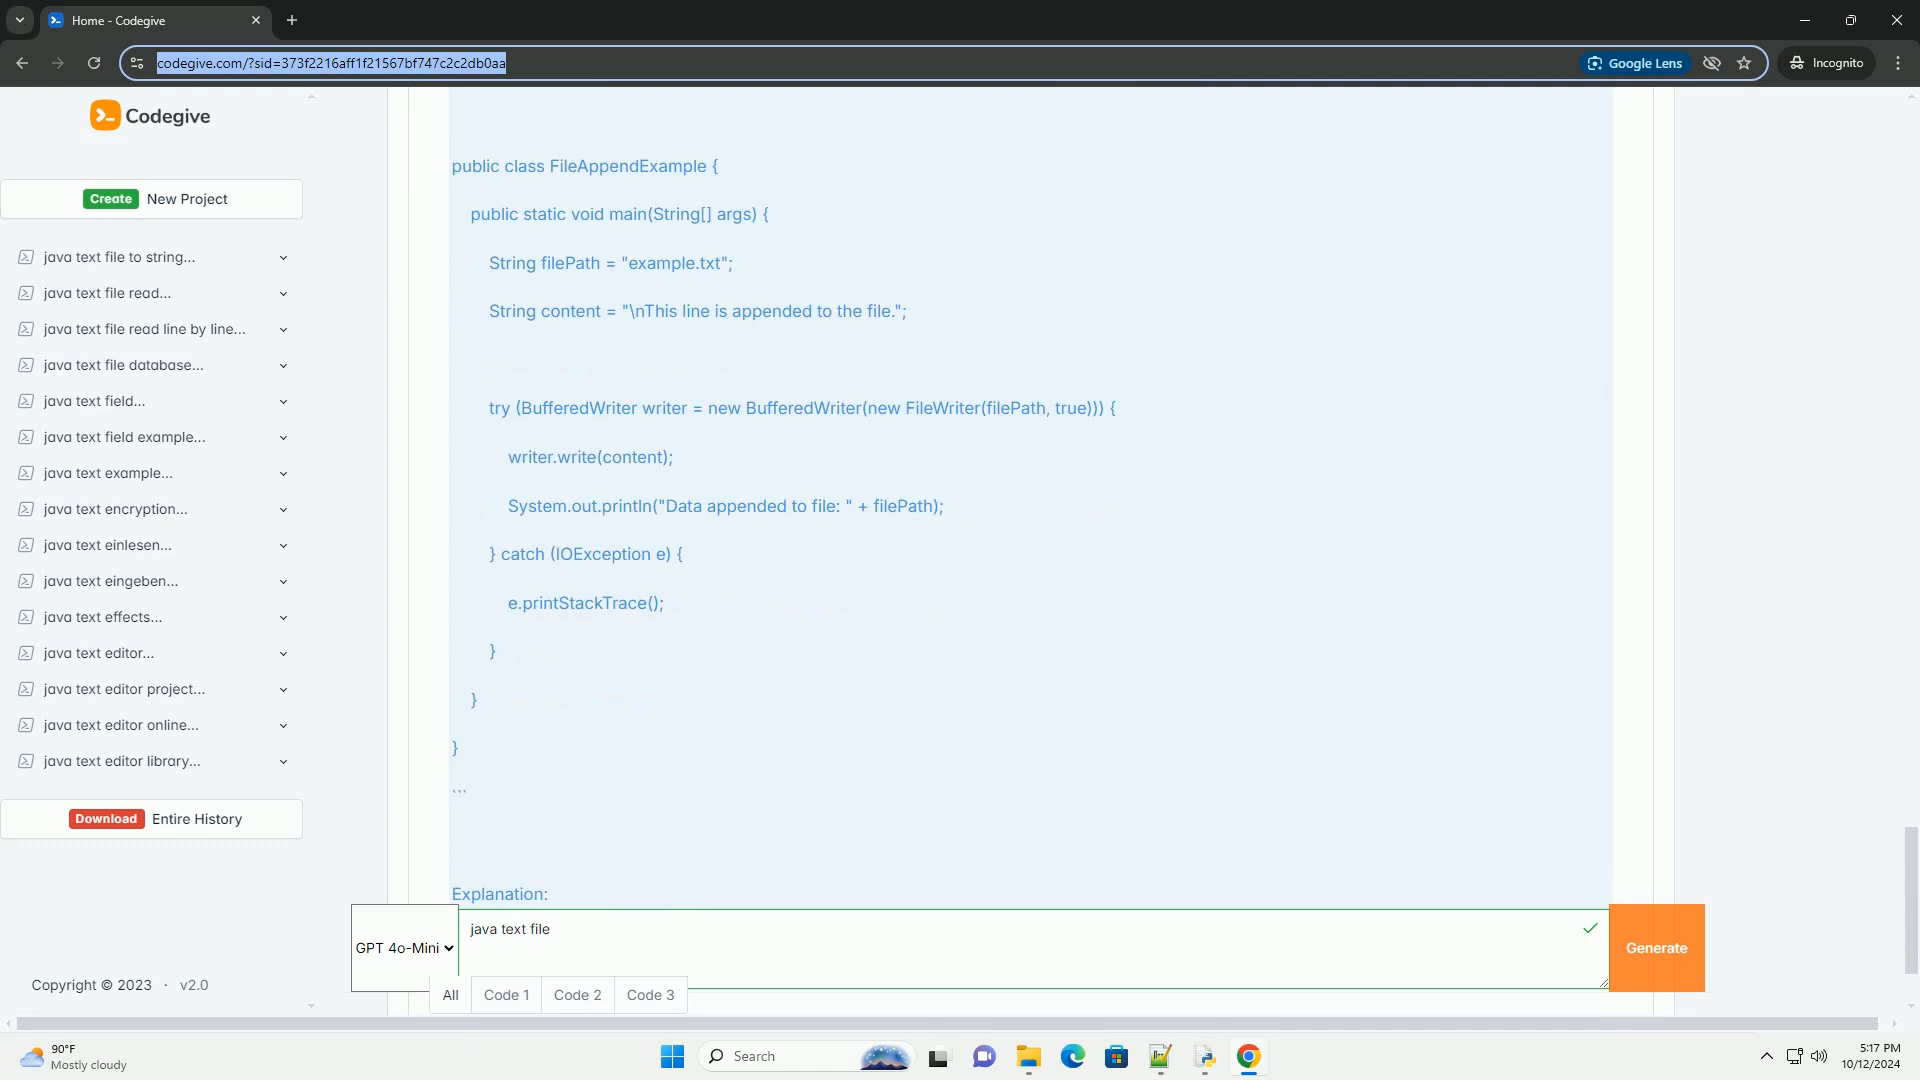 Home - Codegive
codegive.com/?sid=373f2216aff1f21567bf747c2c2db0aa
Google Lens
Incognito
Codegive
Create New Project
java text file to string...
java text file read...
java text file read line by line...
java text file database...
java text field...
java text field example...
java text example...
java text encryption...
java text einlesen...
java text eingeben...
java text effects...
java text editor...
java text editor project...
java text editor online...
java text editor library...
Download Entire History
Copyright © 2023 · v2.0
public class FileAppendExample {
public static void main(String[] args) {
String filePath = "example.txt";
String content = "\nThis line is appended to the file.";
try (BufferedWriter writer = new BufferedWriter(new FileWriter(filePath, true))) {
writer.write(content);
System.out.println("Data appended to file: " + filePath);
} catch (IOException e) {
e.printStackTrace();
}
}
}
```
Explanation:
GPT 4o-Mini
java text file
Generate
All Code 1 Code 2 Code 3
90°F
Mostly cloudy
Search
5:17 PM
10/12/2024